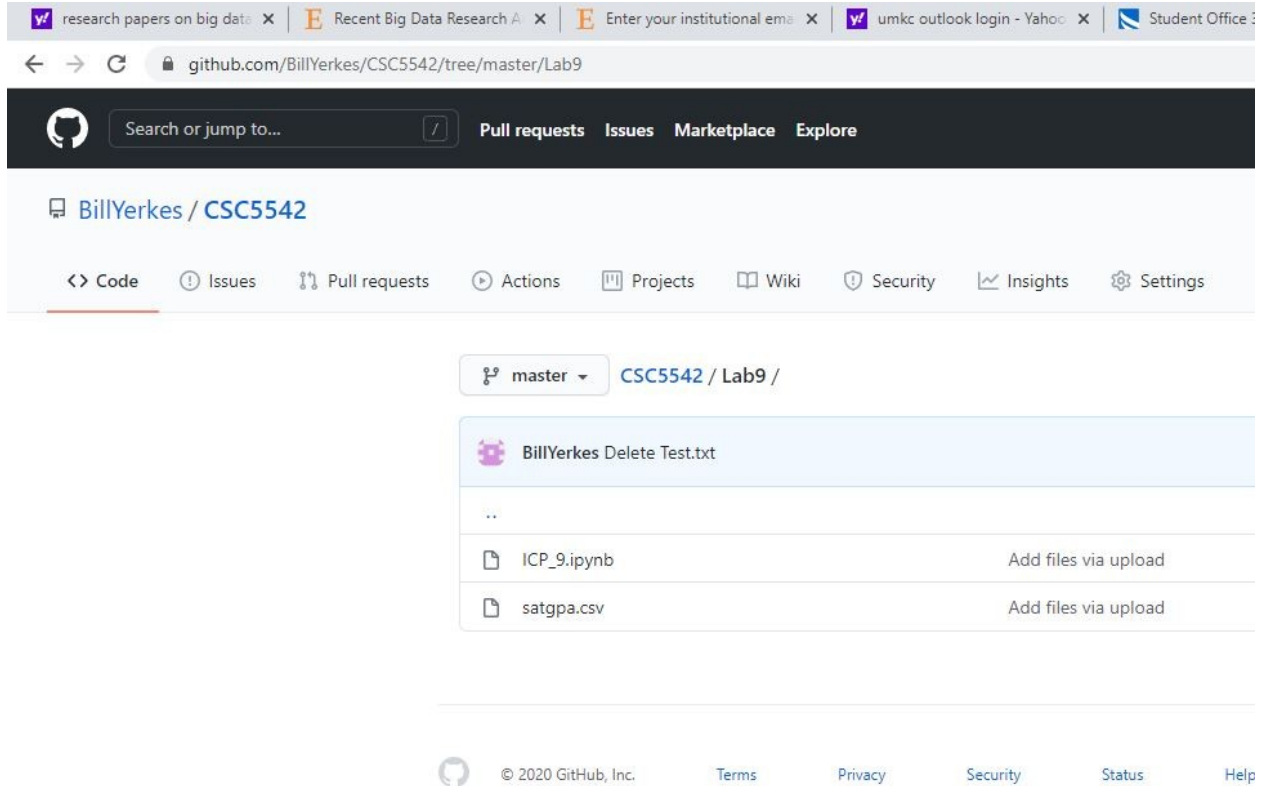 research papers on big data
Recent Big Data Research A
Enter your institutional ema
umkc outlook login - Yahoo
Student Office 3
github.com/BillYerkes/CSC5542/tree/master/Lab9
Search or jump to... / Pull requests Issues Marketplace Explore
BillYerkes / CSC5542
<> Code Issues Pull requests Actions Projects Wiki Security Insights Settings
master CSC5542 / Lab9 /
BillYerkes Delete Test.txt
..
ICP_9.ipynb Add files via upload
satgpa.csv Add files via upload
© 2020 GitHub, Inc. Terms Privacy Security Status Help